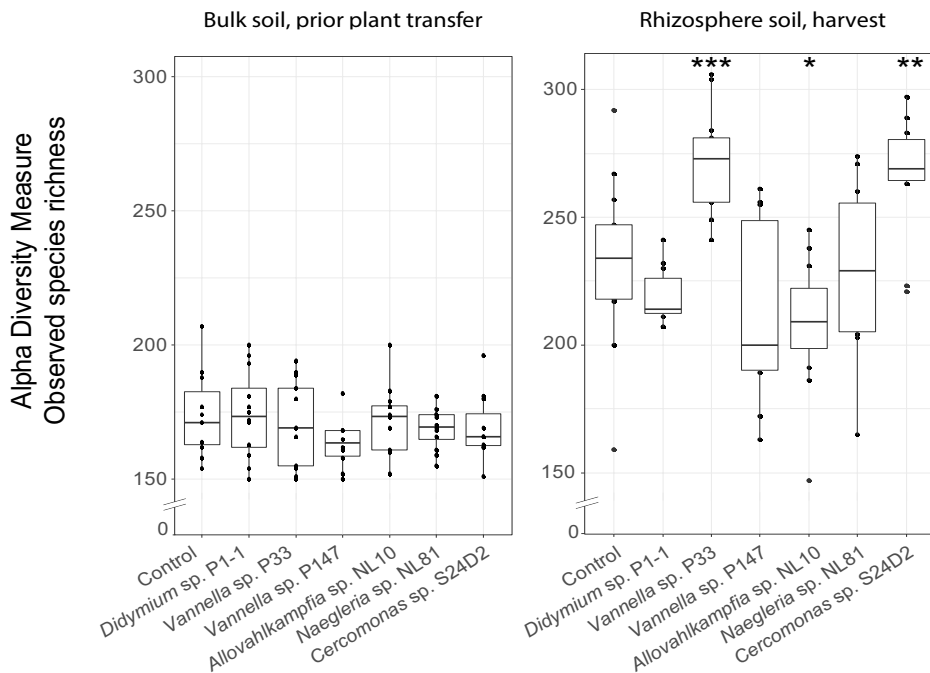 Bulk soil, prior plant transfer
Rhizosphere soil, harvest
Alpha Diversity Measure
Observed species richness
300
250
200
150
0
Control
Didymium sp. P1-1
Vannella sp. P33
Vannella sp. P147
Allovahlkampfia sp. NL10
Naegleria sp. NL81
Cercomonas sp. S24D2
*** * **
300
250
200
150
0
Control
Didymium sp. P1-1
Vannella sp. P33
Vannella sp. P147
Allovahlkampfia sp. NL10
Naegleria sp. NL81
Cercomonas sp. S24D2